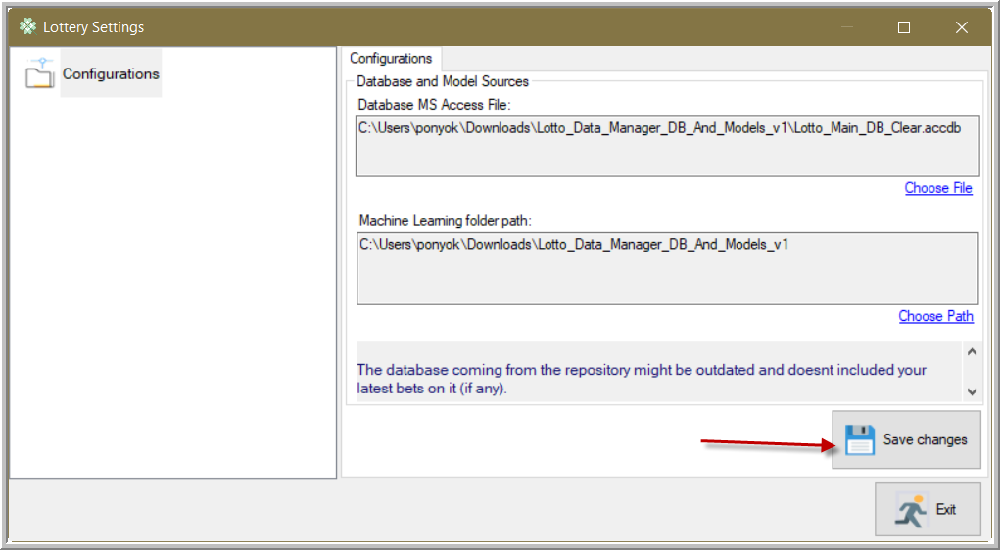 Lottery Settings
Configurations
Configurations
Database and Model Sources
Database MS Access File:
C:\Users\ponyok\Downloads\Lotto_Data_Manager_DB_And_Models_v1\Lotto_Main_DB_Clear.accdb
Choose File
Machine Learning folder path:
C:\Users\ponyok\Downloads\Lotto_Data_Manager_DB_And_Models_v1
Choose Path
The database coming from the repository might be outdated and doesnt included your
latest bets on it (if any).
Save changes
Exit